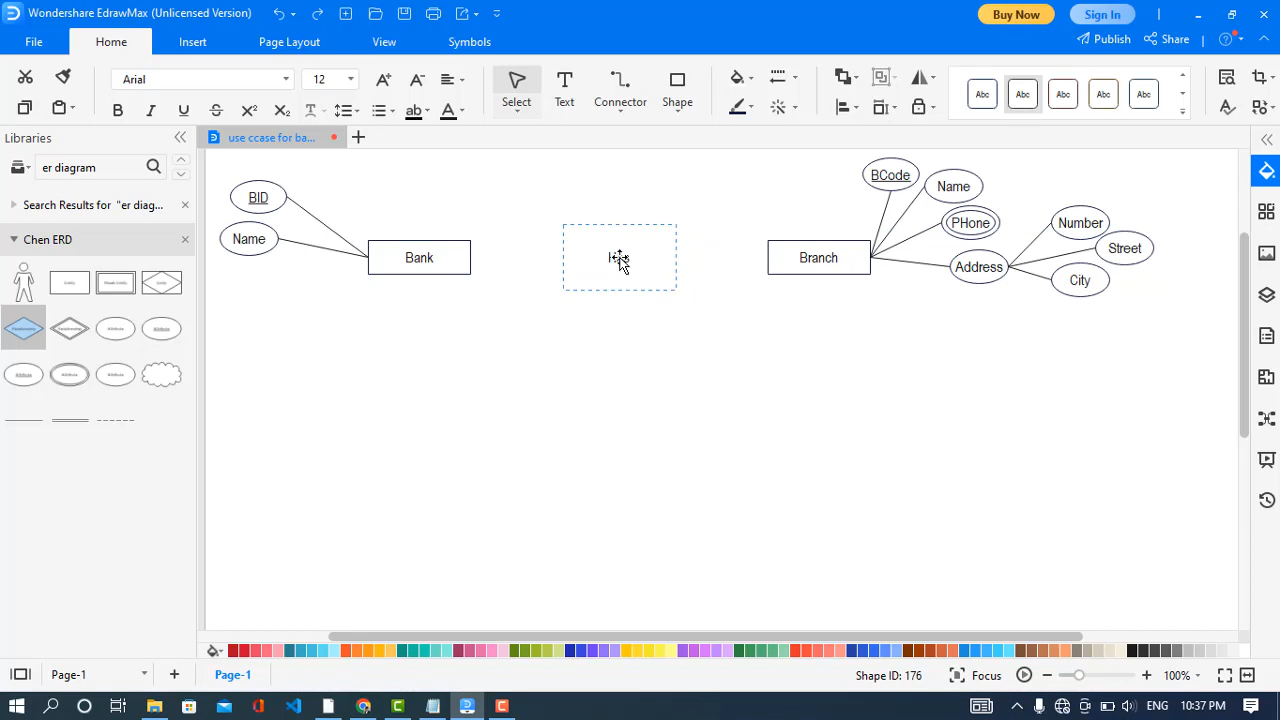 Wondershare EdrawMax (Unlicensed Version)
Buy Now
Sign In
File
Home
Insert
Page Layout
View
Symbols
Publish
Share
Arial
12
Select
Text
Connector
Shape
Abc
Abc
Abc
Abc
Abc
Libraries
use ccase for ba...
er diagram
Search Results for "er diag...
Chen ERD
BID
Name
Bank
Branch
BCode
Name
PHone
Address
Number
Street
City
Page-1
Page-1
Shape ID: 176
Focus
100%
ENG
10:37 PM